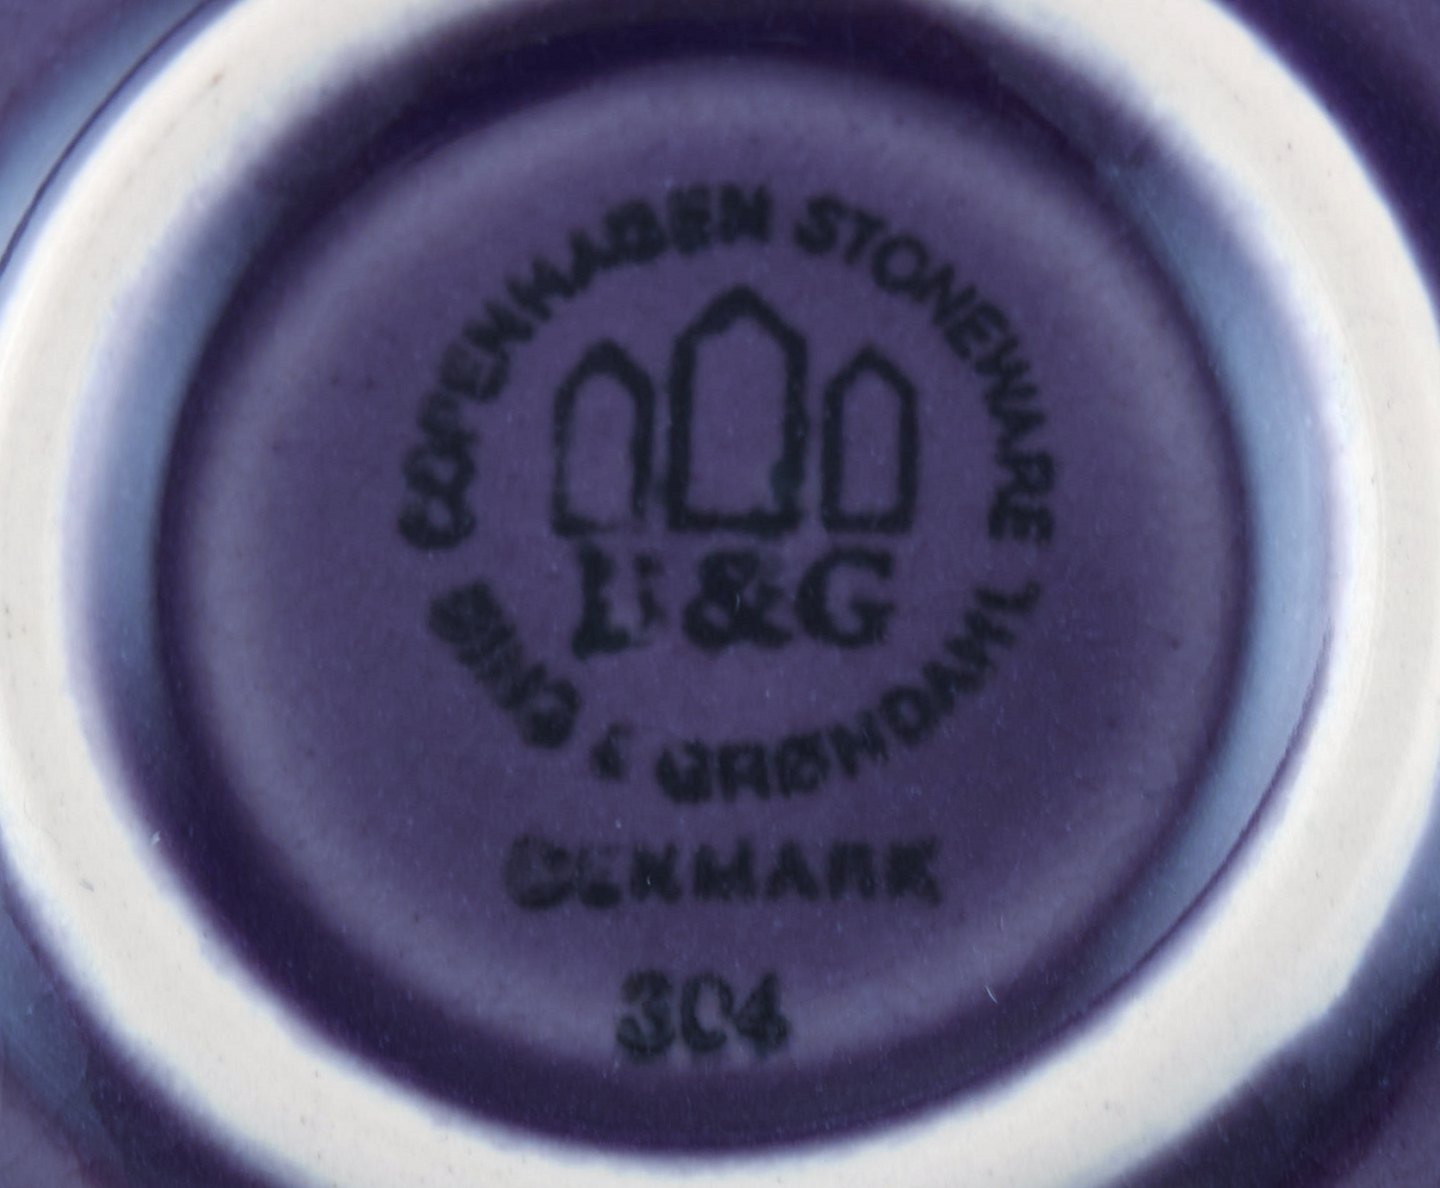 COPENHAGEN STONEWARE
B&G
BING & GRØNDAHL
DENMARK
304